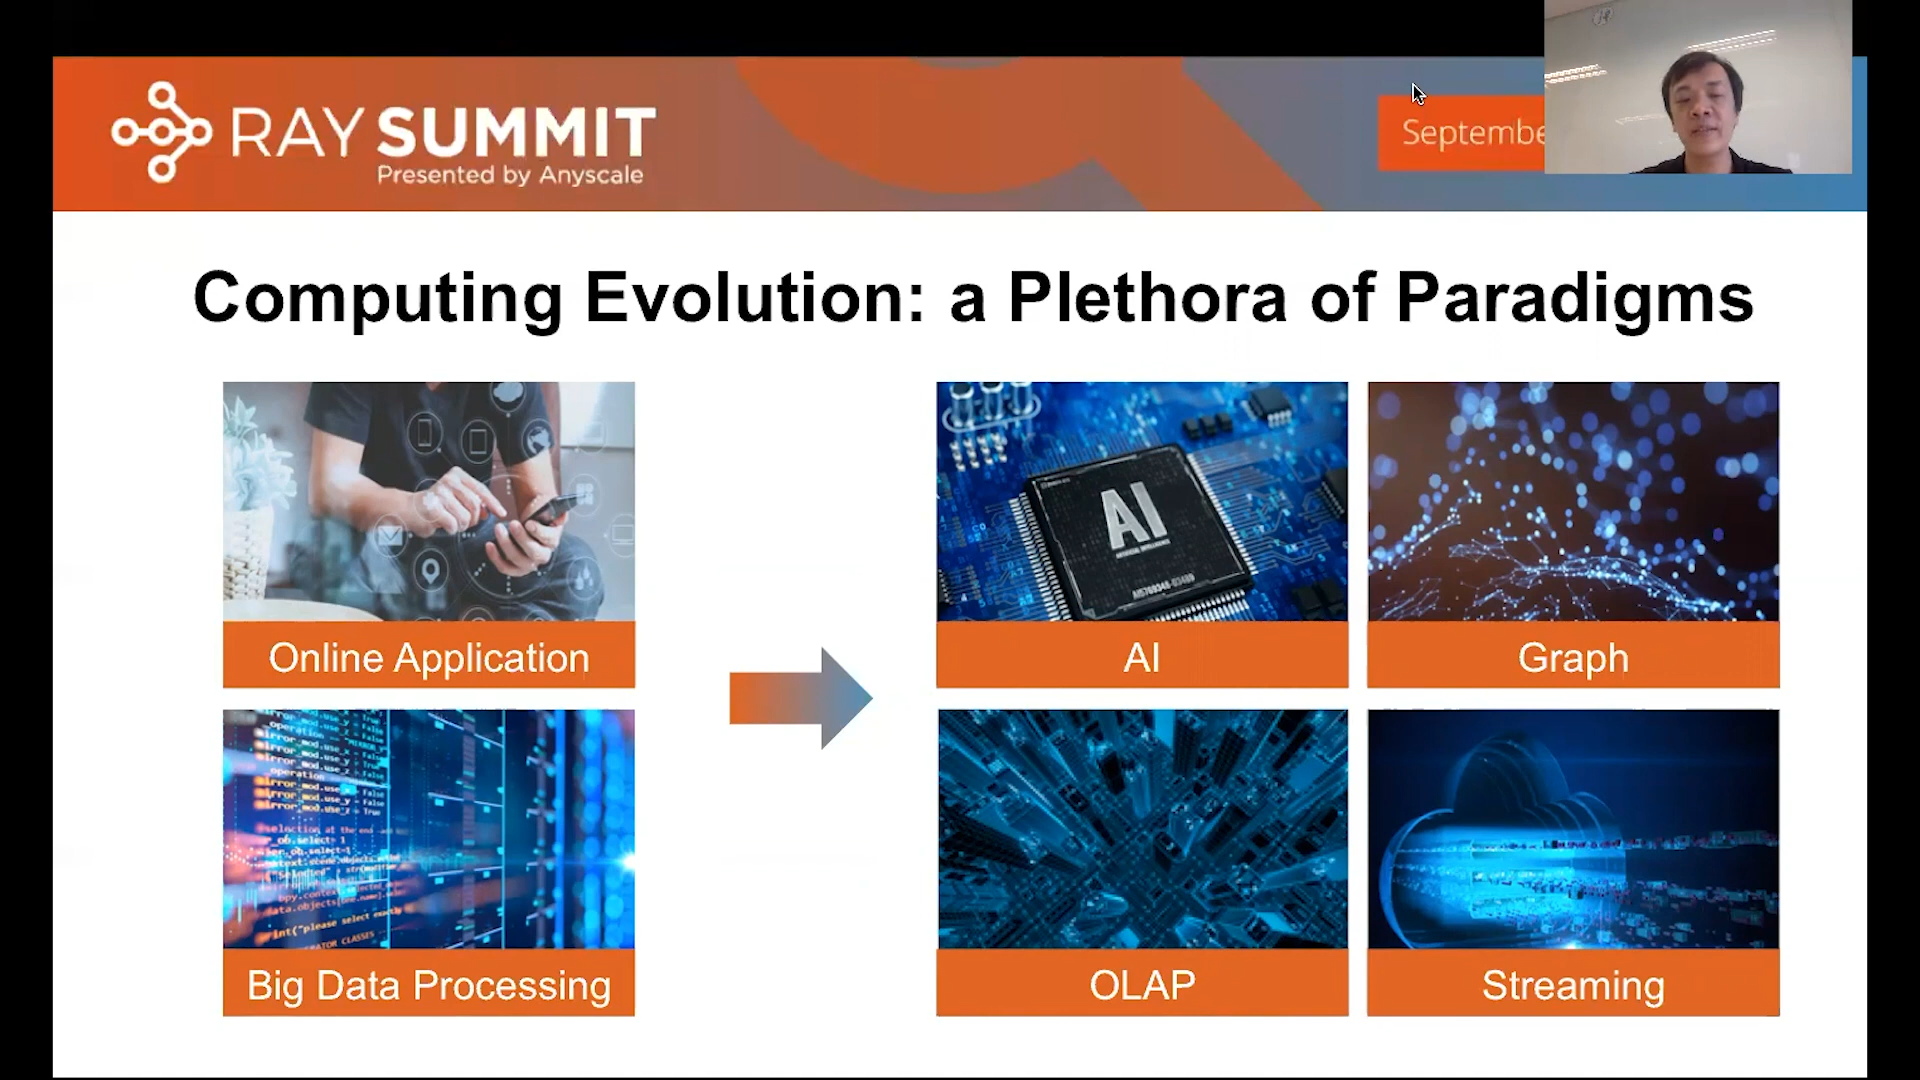 RAY SUMMIT
Presented by Anyscale
Septembe
Computing Evolution: a Plethora of Paradigms
AI
Online Application
AI
Graph
Big Data Processing
OLAP
Streaming